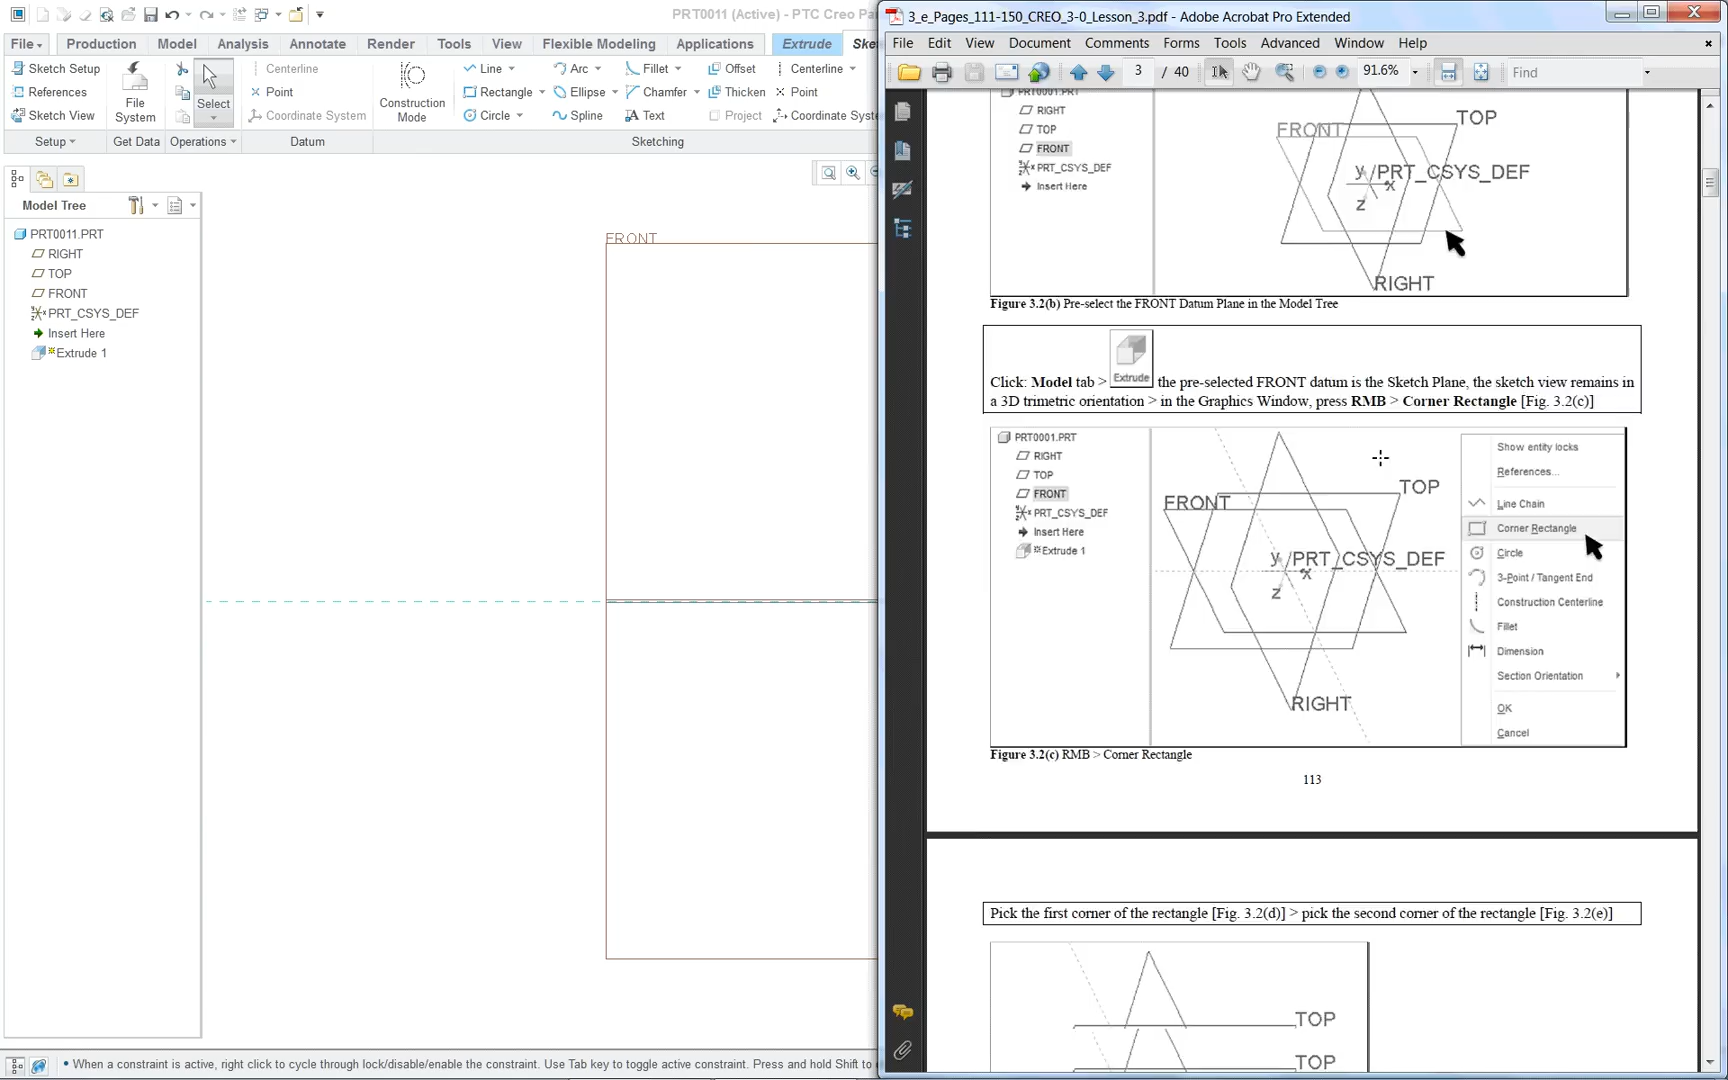 PRT0011 (Active) - PTC Creo Pa
File
Production
Model
Analysis
Annotate
Render
Tools
View
Flexible Modeling
Applications
Extrude
Ske
Sketch Setup
References
Sketch View
Setup
File
System
Get Data
Select
Operations
Centerline
Point
Coordinate System
Datum
Construction
Mode
Line
Arc
Fillet
Offset
Centerline
Rectangle
Ellipse
Chamfer
Thicken
Point
Circle
Spline
Text
Project
Coordinate Syste
Sketching
Model Tree
PRT0011.PRT
RIGHT
TOP
FRONT
PRT_CSYS_DEF
Insert Here
Extrude 1
FRONT
• When a constraint is active, right click to cycle through lock/disable/enable the constraint. Use Tab key to toggle active constraint. Press and hold Shift to
3_e_Pages_111-150_CREO_3-0_Lesson_3.pdf - Adobe Acrobat Pro Extended
File Edit View Document Comments Forms Tools Advanced Window Help
3 / 40
91.6%
Find
PRT0001.PRT
RIGHT
TOP
FRONT
PRT_CSYS_DEF
Insert Here
FRONT
TOP
y PRT_CSYS_DEF
x
z
RIGHT
Figure 3.2(b) Pre-select the FRONT Datum Plane in the Model Tree
Extrude
Click: Model tab > the pre-selected FRONT datum is the Sketch Plane, the sketch view remains in
a 3D trimetric orientation > in the Graphics Window, press RMB > Corner Rectangle [Fig. 3.2(c)]
PRT0001.PRT
RIGHT
TOP
FRONT
PRT_CSYS_DEF
Insert Here
Extrude 1
FRONT
TOP
y PRT_CSYS_DEF
x
z
RIGHT
Show entity locks
References...
Line Chain
Corner Rectangle
Circle
3-Point / Tangent End
Construction Centerline
Fillet
Dimension
Section Orientation
OK
Cancel
Figure 3.2(c) RMB > Corner Rectangle
113
Pick the first corner of the rectangle [Fig. 3.2(d)] > pick the second corner of the rectangle [Fig. 3.2(e)]
TOP
TOP